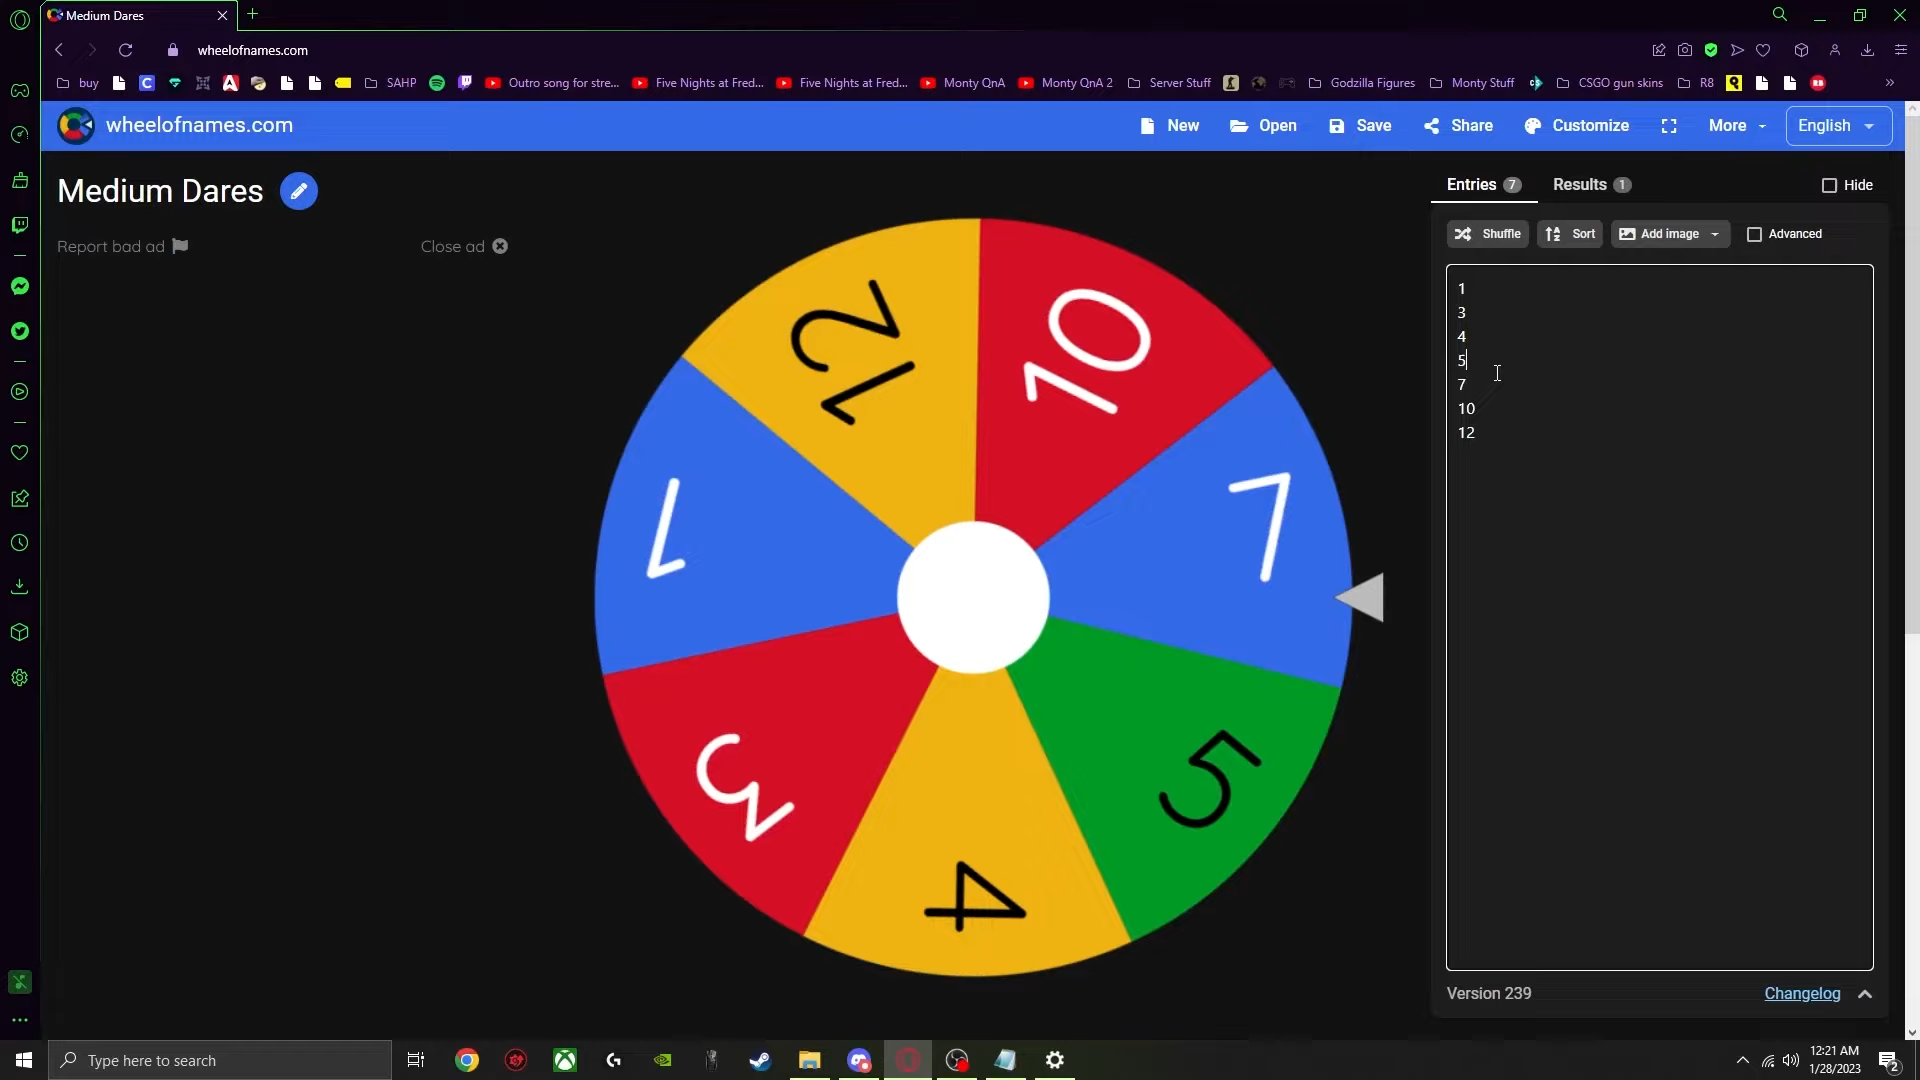 Medium Dares
wheelofnames.com
buy
SAHP
Outro song for stre...
Five Nights at Fred...
Five Nights at Fred...
Monty QnA
Monty QnA 2
Server Stuff
Godzilla Figures
Monty Stuff
CSGO gun skins
R8
wheelofnames.com
New
Open
Save
Share
Customize
More
English
Medium Dares
Report bad ad
Close ad
Entries 7
Results 1
Hide
Shuffle
Sort
Add image
Advanced
1
3
4
5
7
10
12
12
10
1
7
3
5
4
Version 239
Changelog
Type here to search
12:21 AM
1/28/2023
2